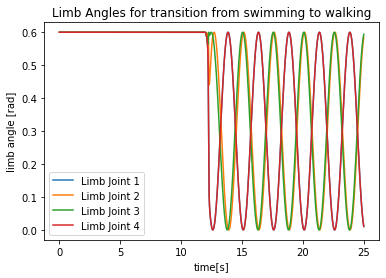 Limb Angles for transition from swimming to walking
limb angle [rad]
0.6
0.5
0.4
0.3
0.2
0.1
0.0
Limb Joint 1
Limb Joint 2
Limb Joint 3
Limb Joint 4
0 5 10 15 20 25
time[s]